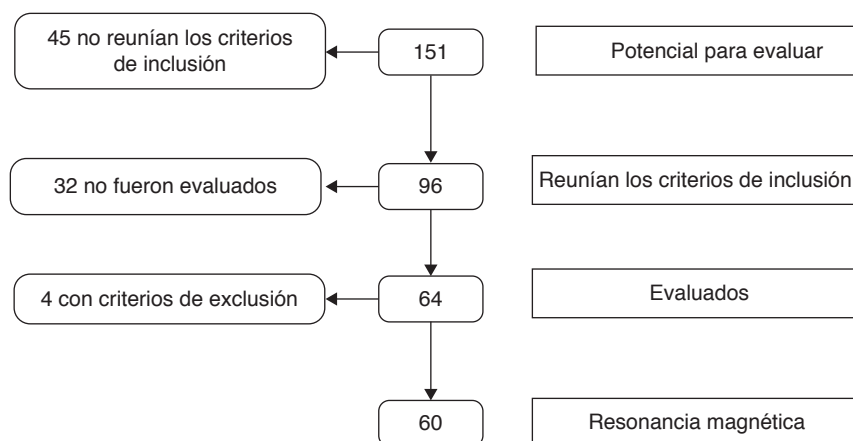 45 no reunían los criterios
de inclusión
151
Potencial para evaluar
32 no fueron evaluados
96
Reunían los criterios de inclusión
4 con criterios de exclusión
64
Evaluados
60
Resonancia magnética